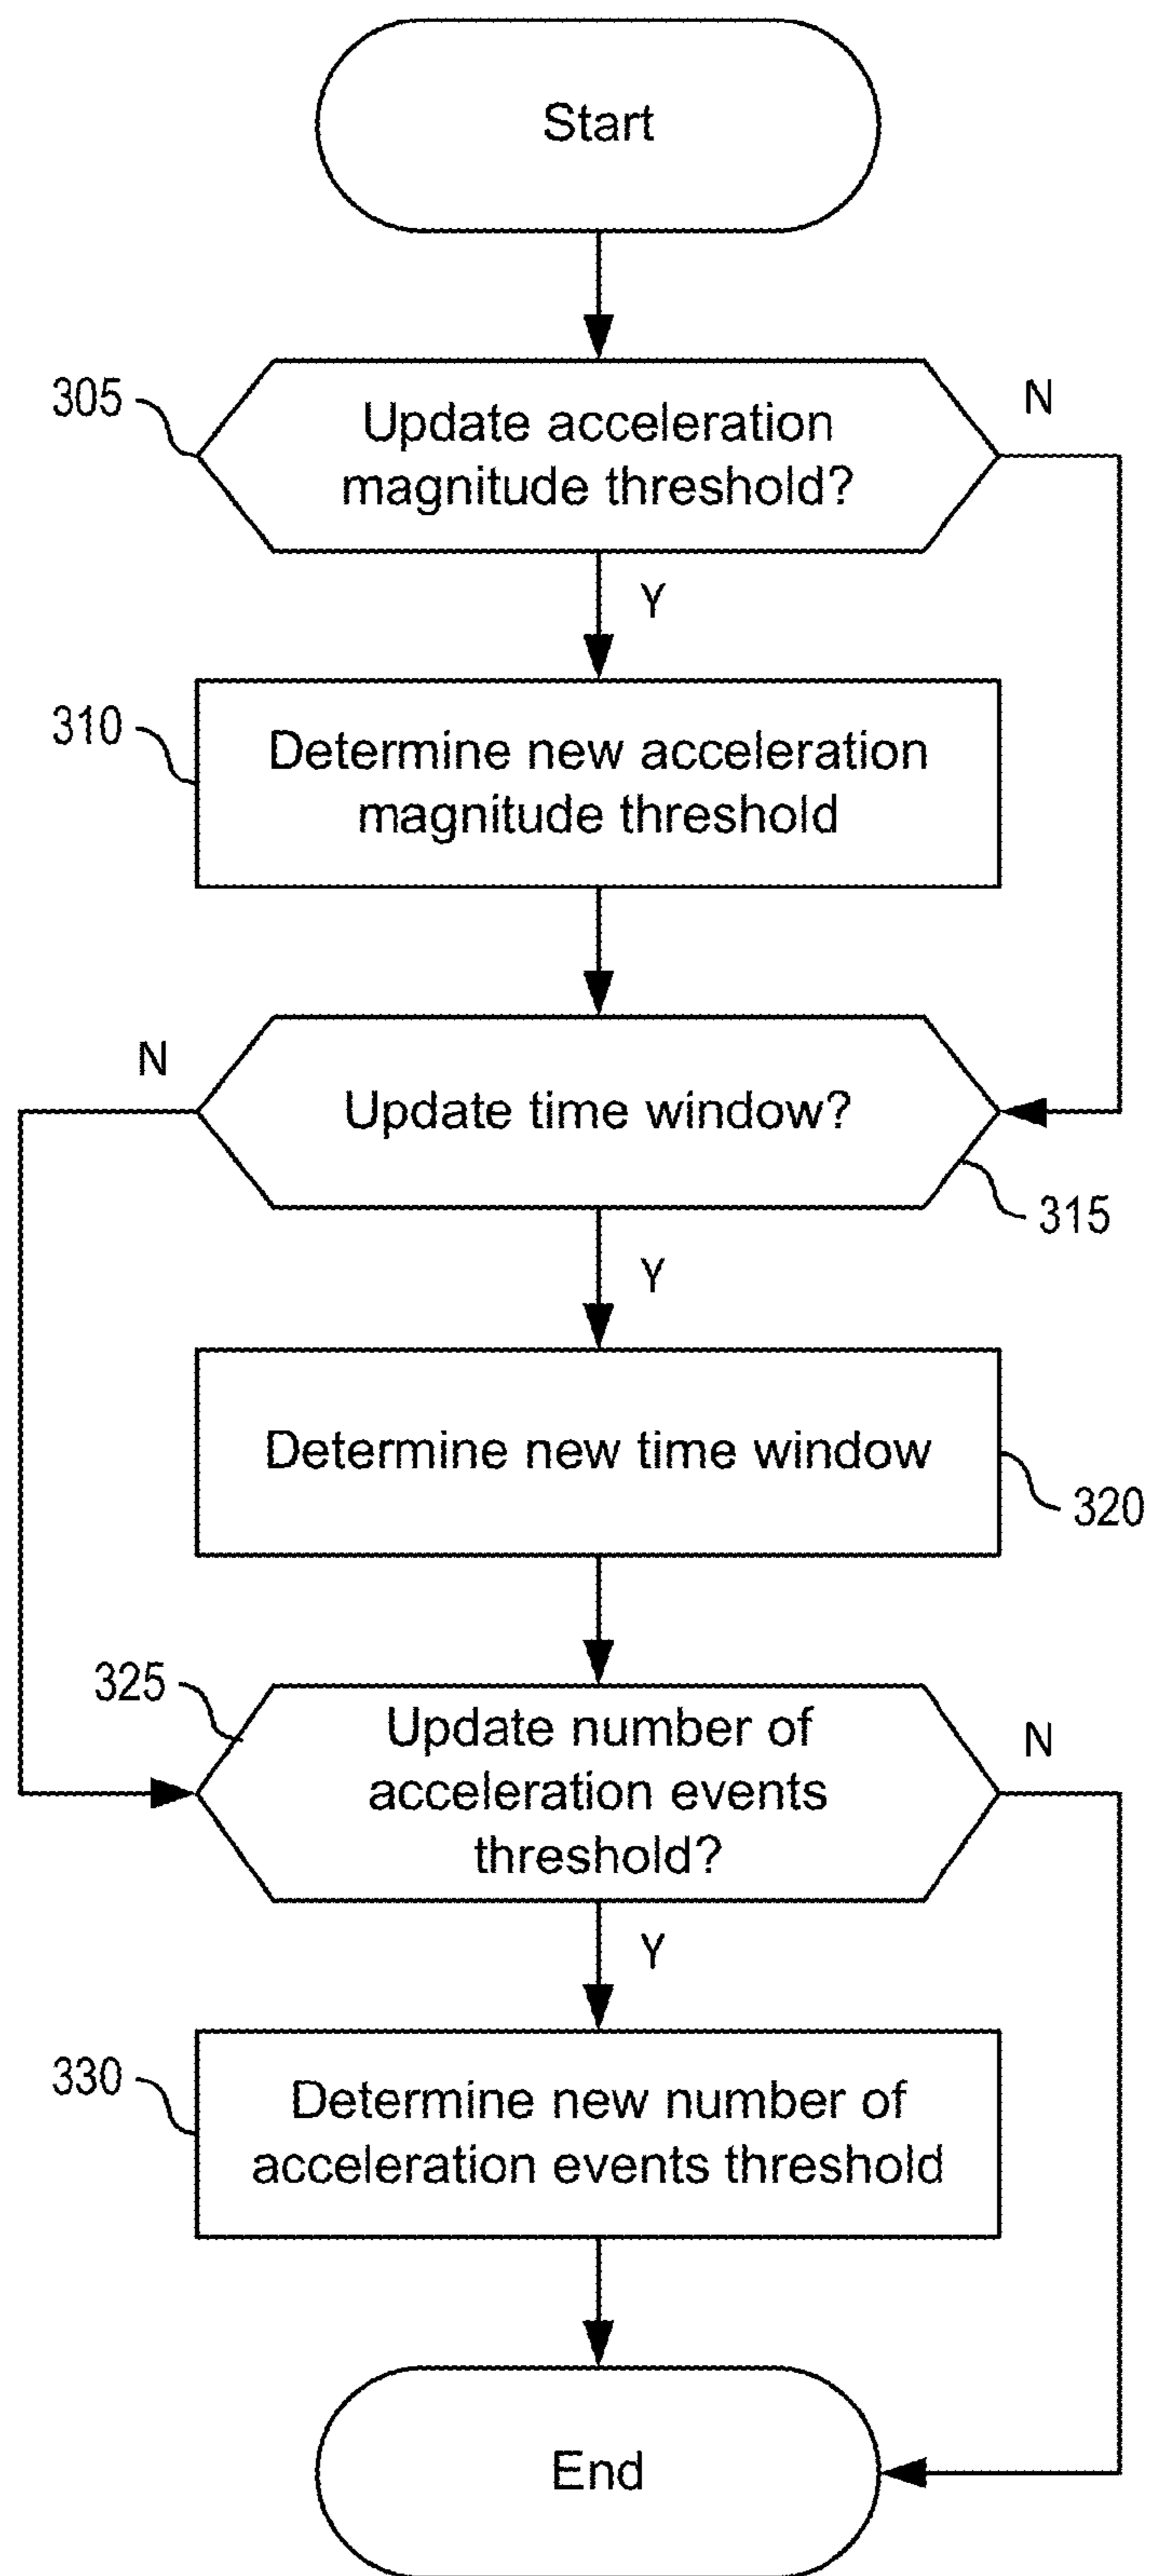 Start
305
Update acceleration
magnitude threshold?
N
Y
310
Determine new acceleration
magnitude threshold
N
Update time window?
315
Y
Determine new time window
320
325
Update number of
acceleration events
threshold?
N
Y
330
Determine new number of
acceleration events threshold
End